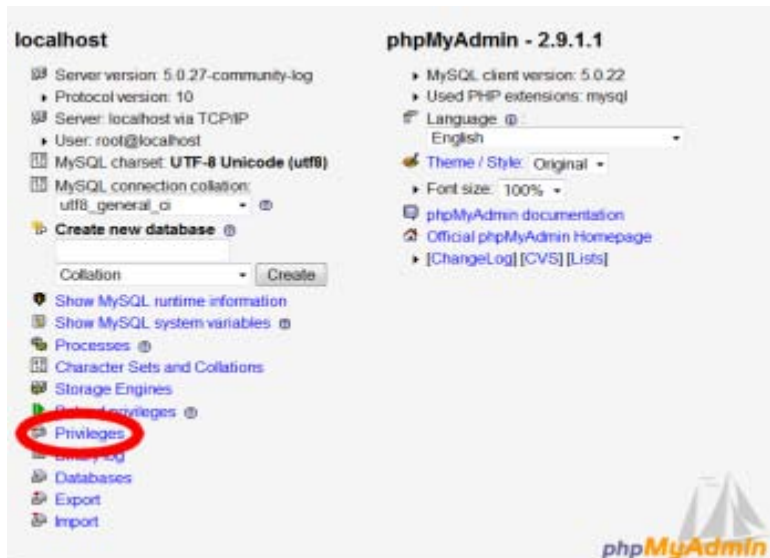 localhost
Server version: 5.0.27-community-log
Protocol version: 10
Server: localhost via TCP/IP
User: root@localhost
MySQL charset: UTF-8 Unicode (utf8)
MySQL connection collation:
utf8_general_ci
Create new database
Collation Create
Show MySQL runtime information
Show MySQL system variables
Processes
Character Sets and Collations
Storage Engines
Reload privileges
Privileges
Binary log
Databases
Export
Import
phpMyAdmin - 2.9.1.1
MySQL client version: 5.0.22
Used PHP extensions: mysql
Language :
English
Theme / Style: Original
Font size: 100%
phpMyAdmin documentation
Official phpMyAdmin Homepage
[ChangeLog] [CVS] [Lists]
phpMyAdmin